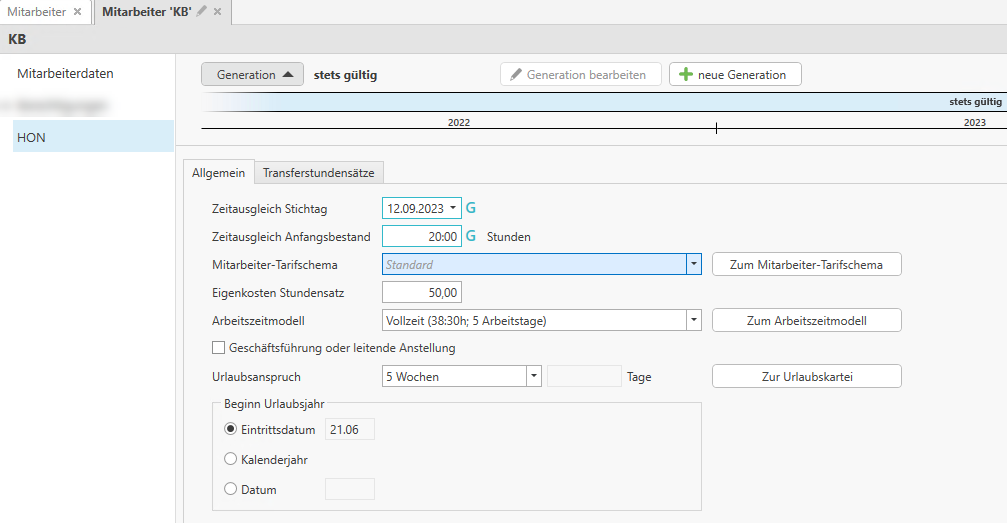 Mitarbeiter × Mitarbeiter 'KB' ×
KB
Mitarbeiterdaten
HON
Generation stets gültig Generation bearbeiten neue Generation
stets gültig
2022 2023
Allgemein Transferstundensätze
Zeitausgleich Stichtag 12.09.2023 G
Zeitausgleich Anfangsbestand 20:00 G Stunden
Mitarbeiter-Tarifschema Standard Zum Mitarbeiter-Tarifschema
Eigenkosten Stundensatz 50,00
Arbeitszeitmodell Vollzeit (38:30h; 5 Arbeitstage) Zum Arbeitszeitmodell
Geschäftsführung oder leitende Anstellung
Urlaubsanspruch 5 Wochen Tage Zur Urlaubskartei
Beginn Urlaubsjahr
Eintrittsdatum 21.06
Kalenderjahr
Datum